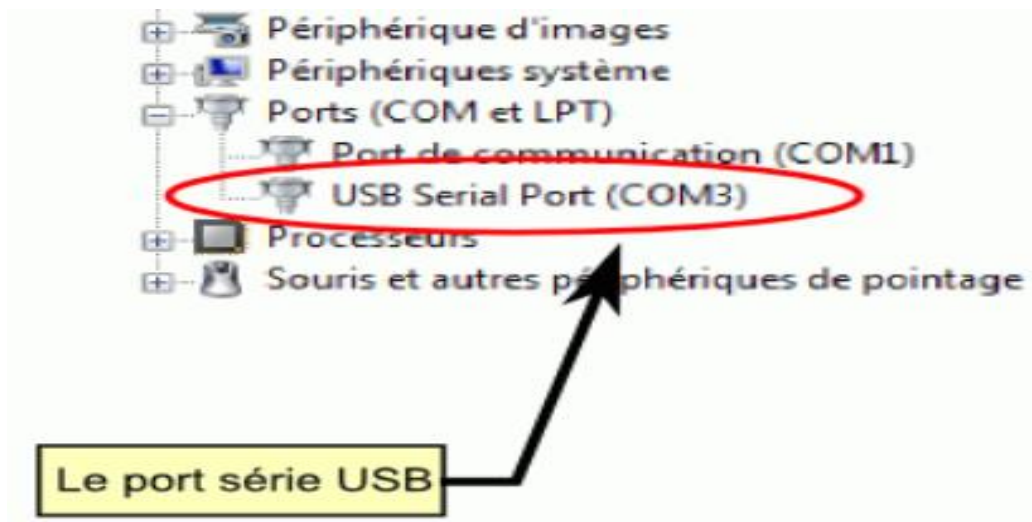 Périphérique d'images
Périphériques système
Ports (COM et LPT)
Port de communication (COM1)
USB Serial Port (COM3)
Processeurs
Souris et autres périphériques de pointage
Le port série USB